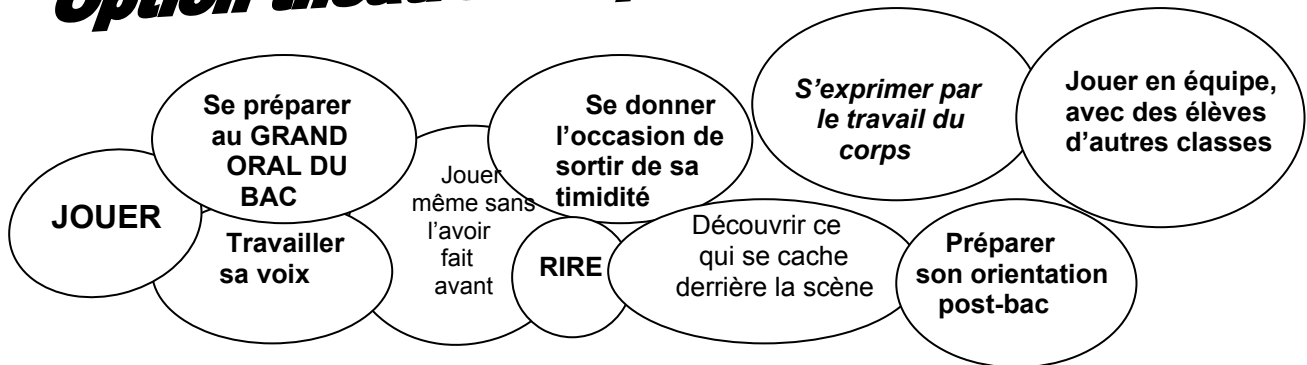 Option théâtre
JOUER
Se préparer
au GRAND
ORAL DU
BAC
Travailler
sa voix
Jouer
même sans
l'avoir
fait
avant
Se donner
l'occasion de
sortir de sa
timidité
RIRE
S'exprimer par
le travail du
corps
Découvrir ce
qui se cache
derrière la scène
Jouer en équipe,
avec des élèves
d'autres classes
Préparer
son orientation
post-bac